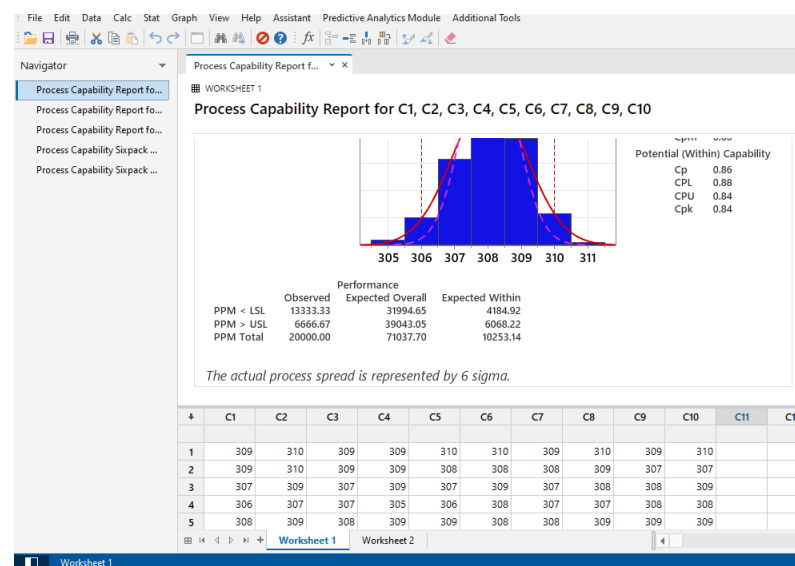 File Edit Data Calc Stat Graph View Help Assistant Predictive Analytics Module Additional Tools
Navigator
Process Capability Report fo...
Process Capability Report fo...
Process Capability Report fo...
Process Capability Sixpack ...
Process Capability Sixpack ...
Process Capability Report f...
WORKSHEET 1
Process Capability Report for C1, C2, C3, C4, C5, C6, C7, C8, C9, C10
Potential (Within) Capability
Cp 0.86
CPL 0.88
CPU 0.84
Cpk 0.84
305 306 307 308 309 310 311
Performance
Observed Expected Overall Expected Within
PPM < LSL 13333.33 31994.65 4184.92
PPM > USL 6666.67 39043.05 6068.22
PPM Total 20000.00 71037.70 10253.14
The actual process spread is represented by 6 sigma.
C1 C2 C3 C4 C5 C6 C7 C8 C9 C10 C11 C1
1 309 310 309 309 310 310 309 310 309 310
2 309 310 309 309 308 308 308 309 307 307
3 307 309 307 309 307 309 308 307 308 309
4 306 307 307 305 306 308 307 307 308 308
5 308 309 308 309 309 308 308 309 309 309
Worksheet 1 Worksheet 2
Worksheet 1